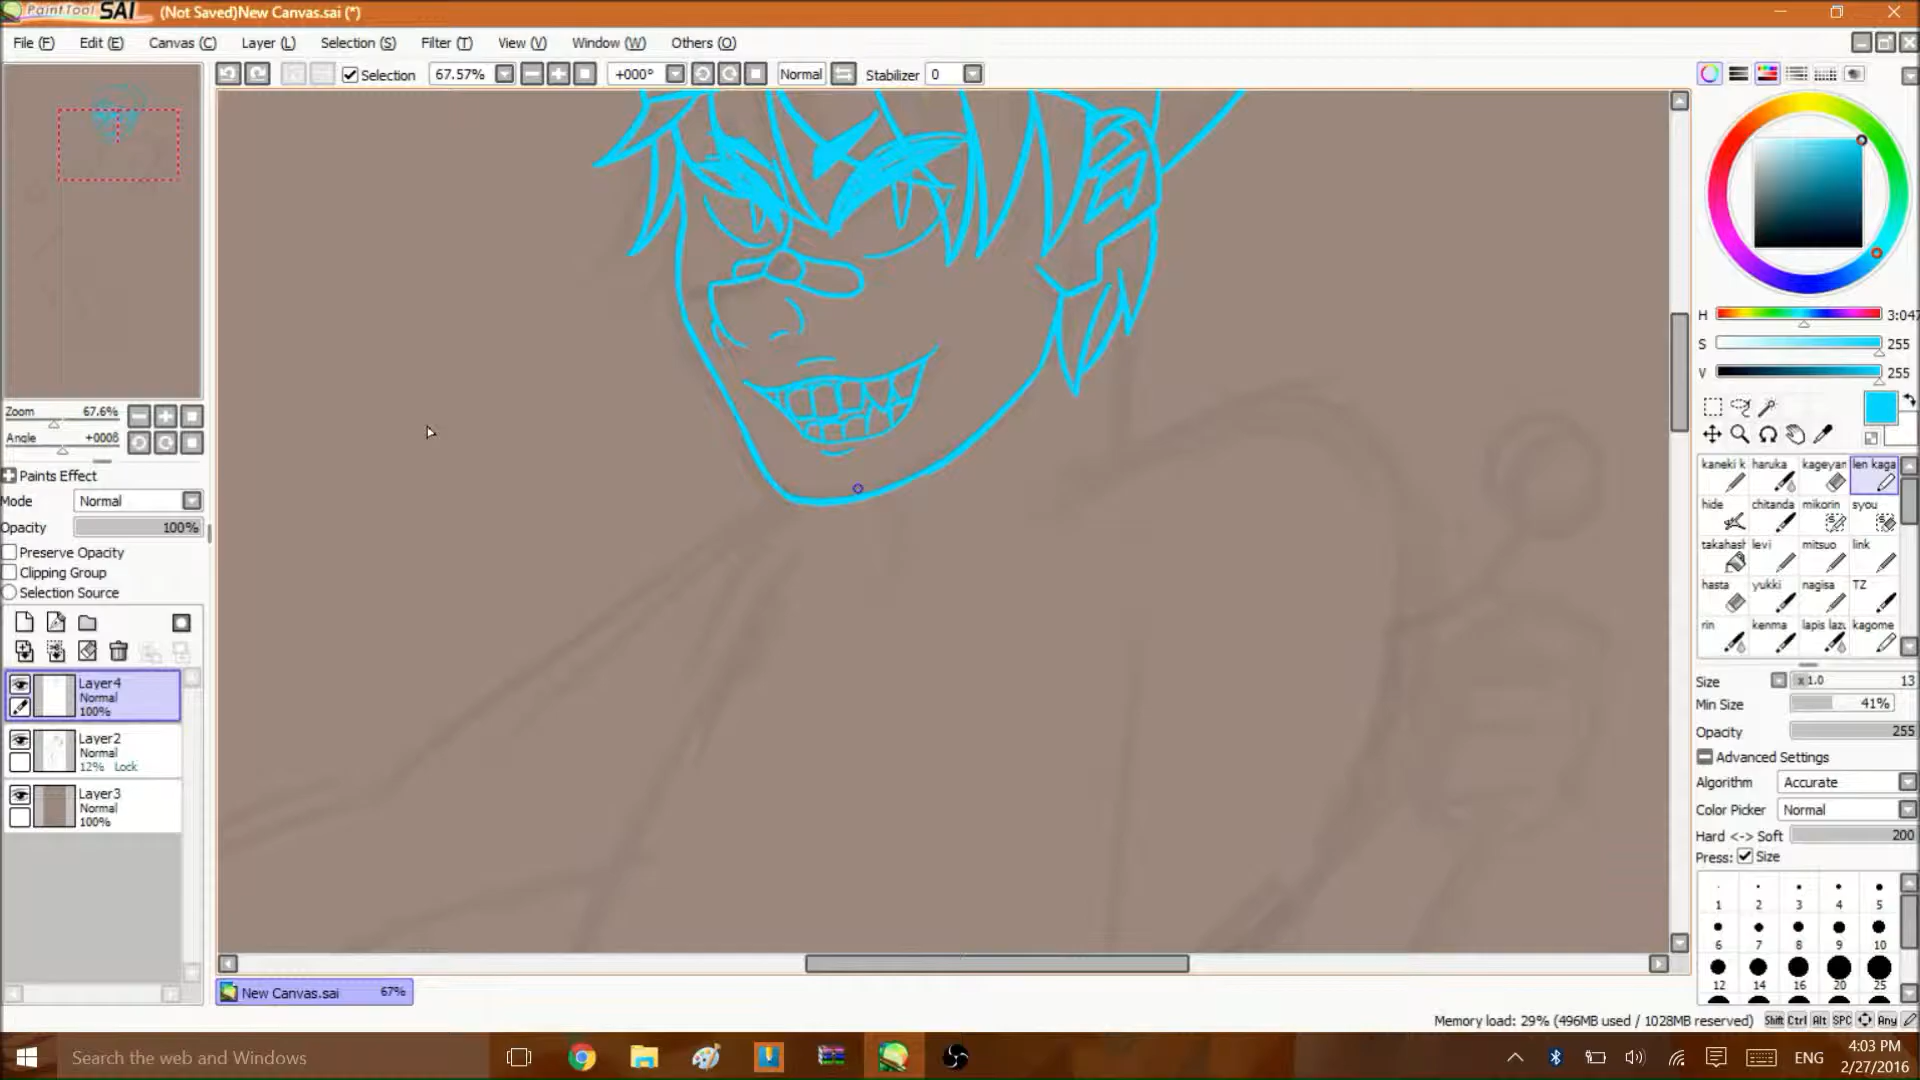 PaintTool SAI (Not Saved)New Canvas.sai (*)
File (F) Edit (E) Canvas (C) Layer (L) Selection (S) Filter (T) View (V) Window (W) Others (O)
Selection 67.57% +000° Normal Stabilizer 0
Zoom 67.6%
Angle +000ß
Paints Effect
Mode Normal
Opacity 100%
Preserve Opacity
Clipping Group
Selection Source
Layer4
Normal
100%
Layer2
Normal
12% Lock
Layer3
Normal
100%
H 3:047
S 255
V 255
kaneki k haruka kageyan len kaga
hide chitanda mikorin syou
takahash levi mitsuo link
hasta yukki nagisa TZ
rin kenma lapis lazu kagome
Size x1.0 13
Min Size 41%
Opacity 255
Advanced Settings
Algorithm Accurate
Color Picker Normal
Hard <-> Soft 200
Press: Size
1 2 3 4 5
6 7 8 9 10
12 14 16 20 25
New Canvas.sai 67%
Memory load: 29% (496MB used / 1028MB reserved) Shift Ctrl Alt SPC Any
Search the web and Windows
ENG
4:03 PM
2/27/2016